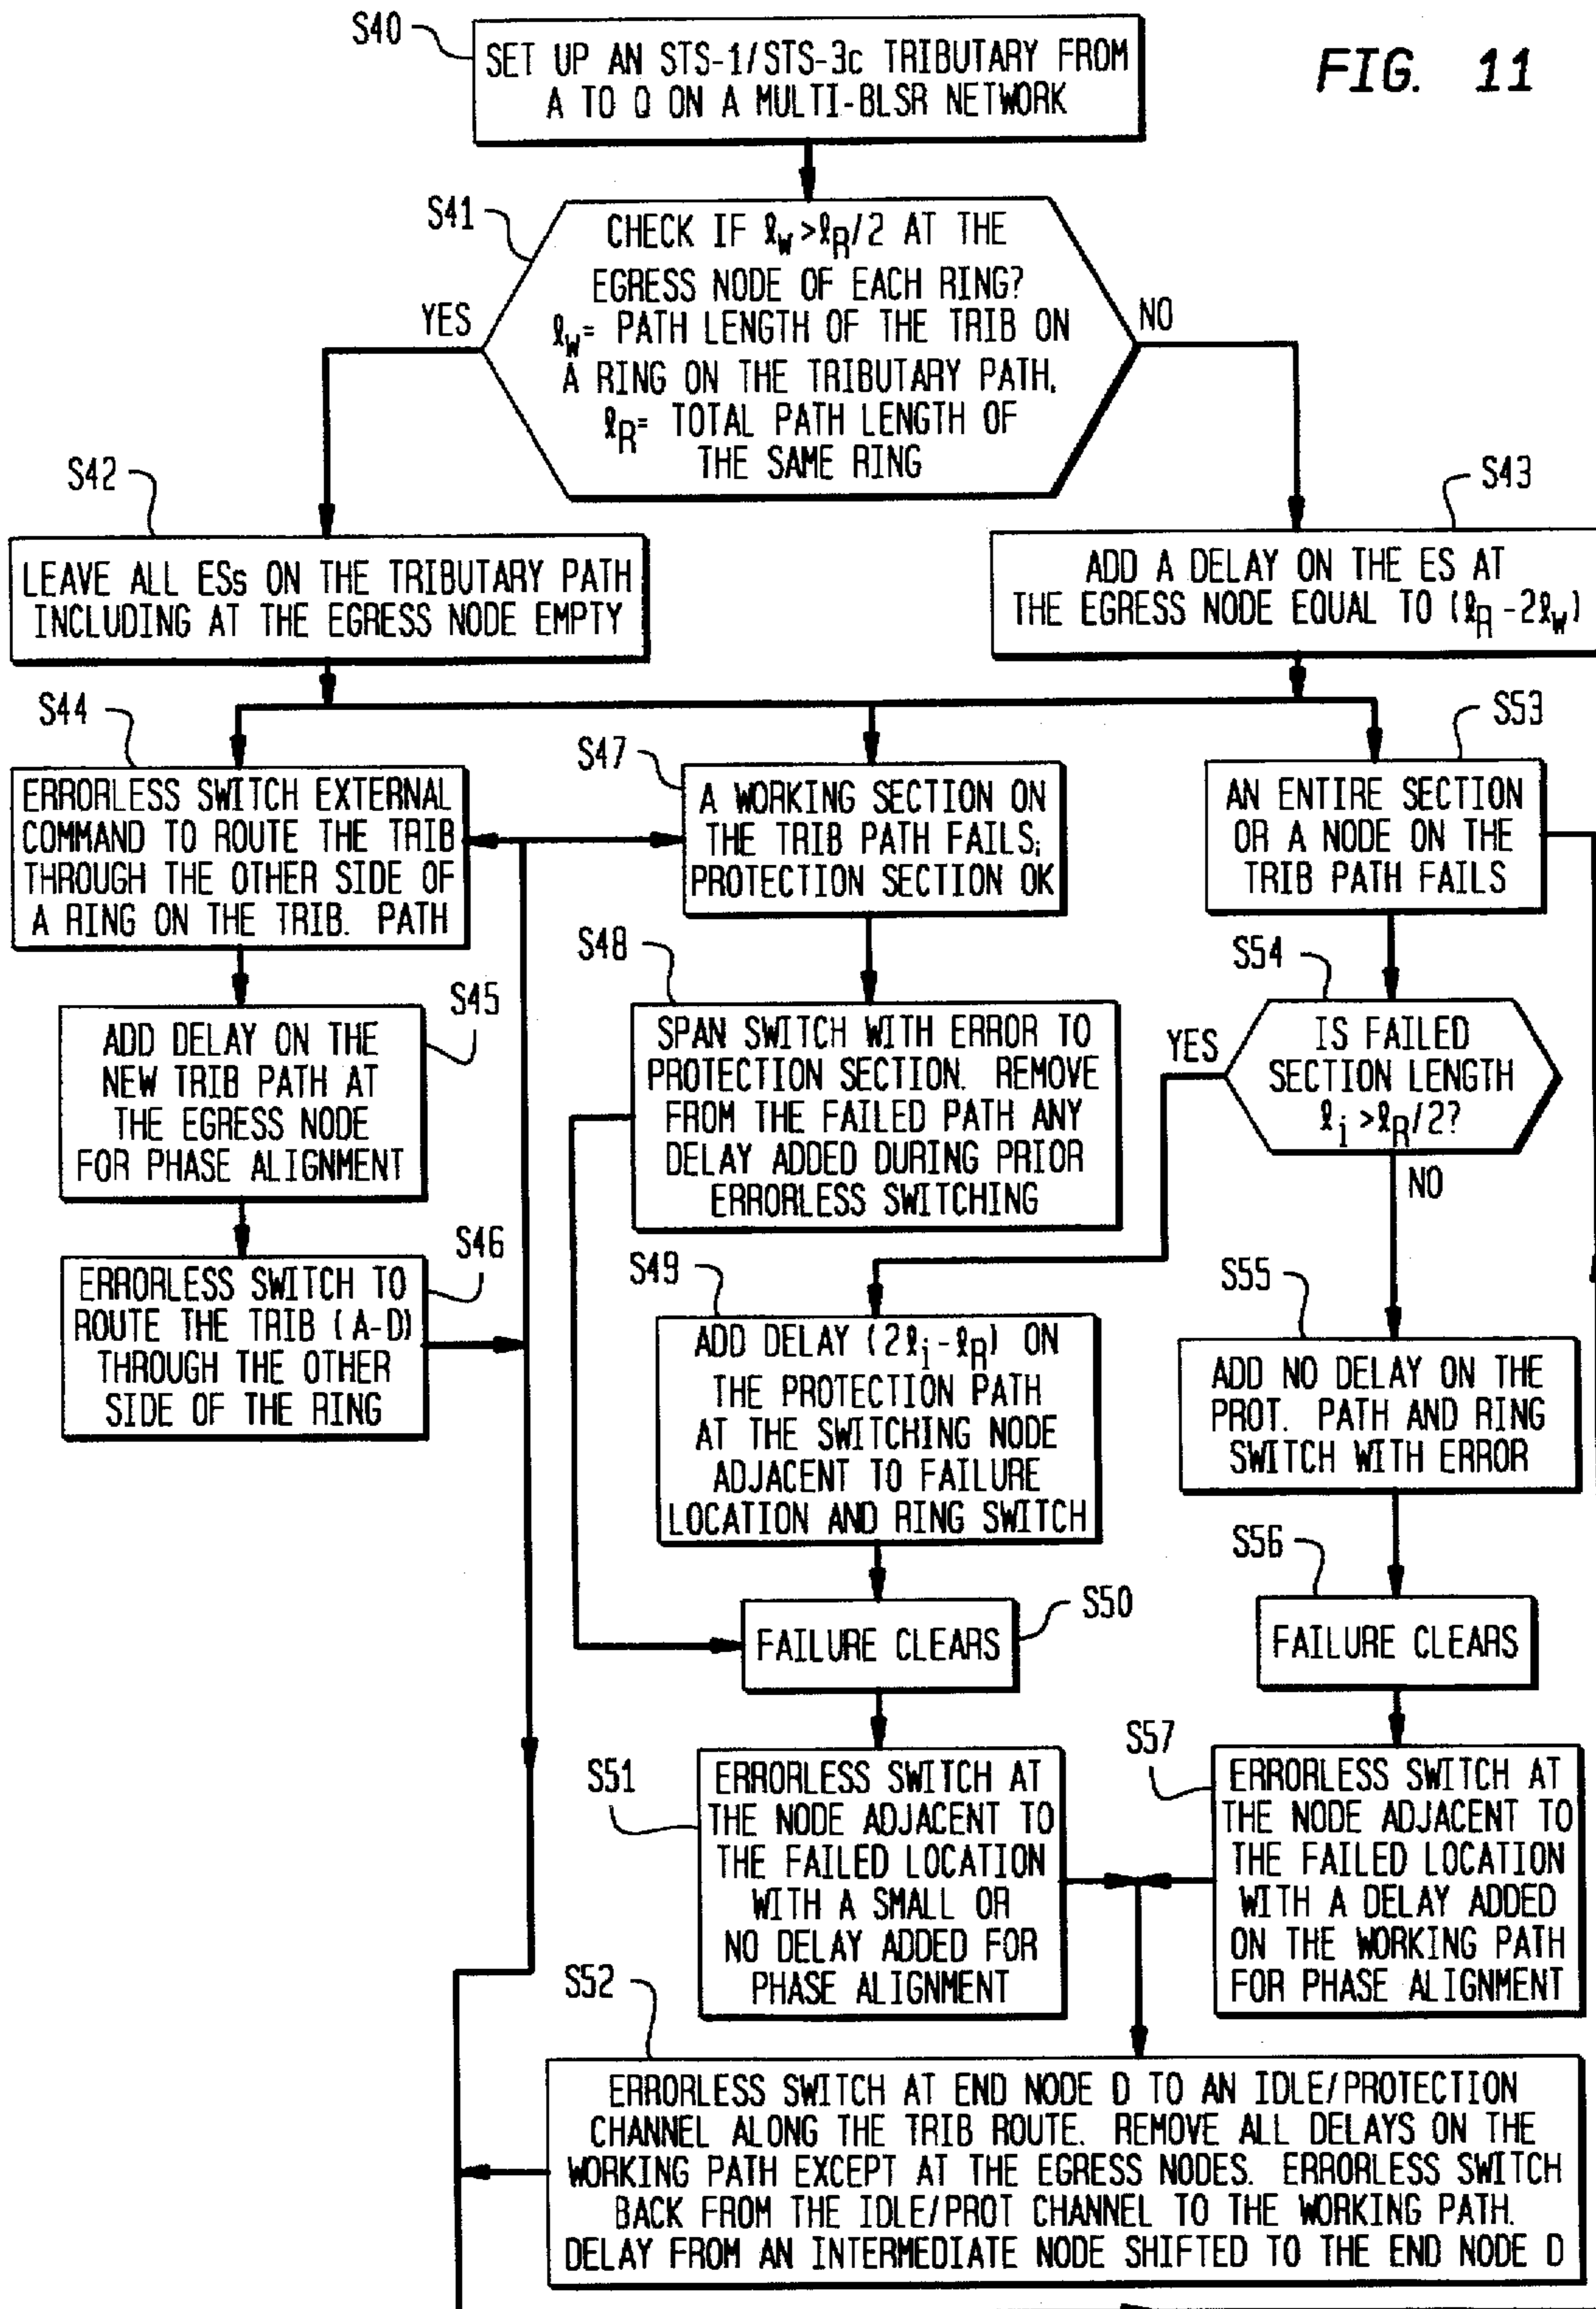 S40
SET UP AN STS-1/STS-3c TRIBUTARY FROM
A TO Q ON A MULTI-BLSR NETWORK
FIG. 11
S41
CHECK IF ℓW>ℓR/2 AT THE
EGRESS NODE OF EACH RING?
ℓW= PATH LENGTH OF THE TRIB ON
A RING ON THE TRIBUTARY PATH.
ℓR= TOTAL PATH LENGTH OF
THE SAME RING
YES
NO
S42
LEAVE ALL ESs ON THE TRIBUTARY PATH
INCLUDING AT THE EGRESS NODE EMPTY
S43
ADD A DELAY ON THE ES AT
THE EGRESS NODE EQUAL TO (ℓR-2ℓW)
S44
ERRORLESS SWITCH EXTERNAL
COMMAND TO ROUTE THE TRIB
THROUGH THE OTHER SIDE OF
A RING ON THE TRIB. PATH
S47
A WORKING SECTION ON
THE TRIB PATH FAILS;
PROTECTION SECTION OK
S53
AN ENTIRE SECTION
OR A NODE ON THE
TRIB PATH FAILS
S45
ADD DELAY ON THE
NEW TRIB PATH AT
THE EGRESS NODE
FOR PHASE ALIGNMENT
S48
SPAN SWITCH WITH ERROR TO
PROTECTION SECTION. REMOVE
FROM THE FAILED PATH ANY
DELAY ADDED DURING PRIOR
ERRORLESS SWITCHING
S54
IS FAILED
SECTION LENGTH
ℓi>ℓR/2?
YES
NO
S46
ERRORLESS SWITCH TO
ROUTE THE TRIB (A-D)
THROUGH THE OTHER
SIDE OF THE RING
S49
ADD DELAY (2ℓi-ℓR) ON
THE PROTECTION PATH
AT THE SWITCHING NODE
ADJACENT TO FAILURE
LOCATION AND RING SWITCH
S55
ADD NO DELAY ON THE
PROT. PATH AND RING
SWITCH WITH ERROR
S50
FAILURE CLEARS
S56
FAILURE CLEARS
S51
ERRORLESS SWITCH AT
THE NODE ADJACENT TO
THE FAILED LOCATION
WITH A SMALL OR
NO DELAY ADDED FOR
PHASE ALIGNMENT
S57
ERRORLESS SWITCH AT
THE NODE ADJACENT TO
THE FAILED LOCATION
WITH A DELAY ADDED
ON THE WORKING PATH
FOR PHASE ALIGNMENT
S52
ERRORLESS SWITCH AT END NODE D TO AN IDLE/PROTECTION
CHANNEL ALONG THE TRIB ROUTE. REMOVE ALL DELAYS ON THE
WORKING PATH EXCEPT AT THE EGRESS NODES. ERRORLESS SWITCH
BACK FROM THE IDLE/PROT CHANNEL TO THE WORKING PATH.
DELAY FROM AN INTERMEDIATE NODE SHIFTED TO THE END NODE D